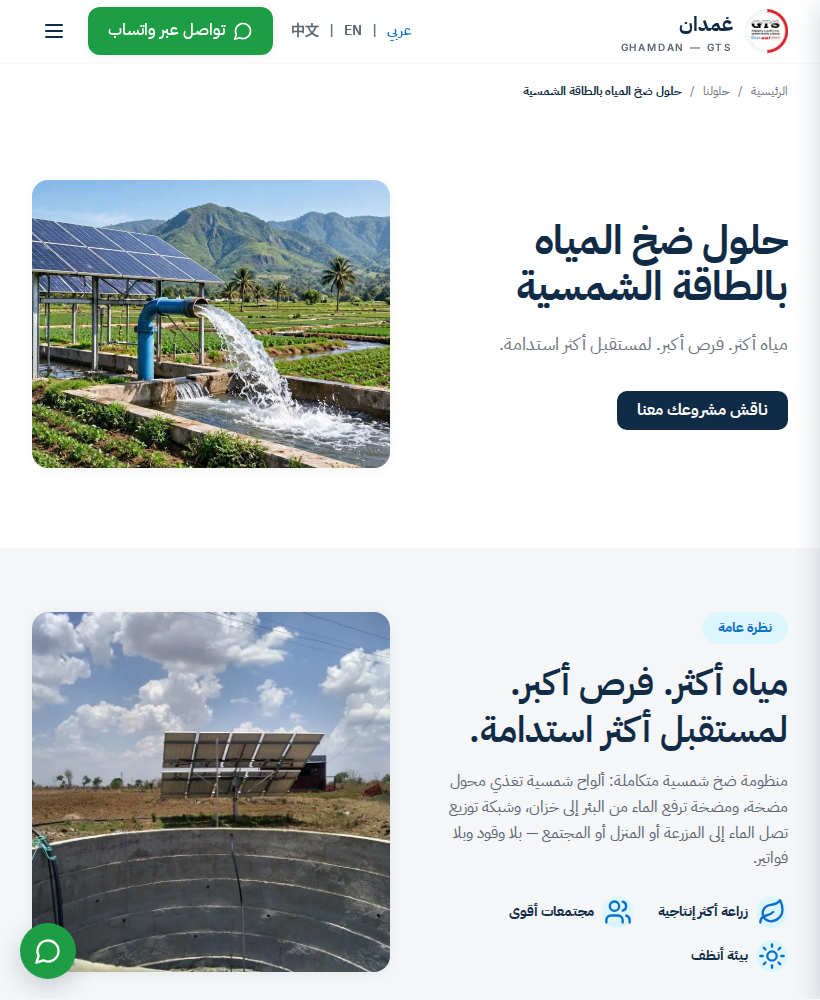 غمدان
GHAMDAN — GTS
GTS
عربي | EN | 中文
تواصل عبر واتساب
الرئيسية / حلولنا / حلول ضخ المياه بالطاقة الشمسية
حلول ضخ المياه
بالطاقة الشمسية
مياه أكثر. فرص أكبر. لمستقبل أكثر استدامة.
ناقش مشروعك معنا
نظرة عامة
مياه أكثر. فرص أكبر.
لمستقبل أكثر استدامة.
منظومة ضخ شمسية متكاملة: ألواح شمسية تغذي محول
مضخة، ومضخة ترفع الماء من البئر إلى خزان، وشبكة توزيع
تصل الماء إلى المزرعة أو المنزل أو المجتمع — بلا وقود وبلا
فواتير.
زراعة أكثر إنتاجية
مجتمعات أقوى
بيئة أنظف